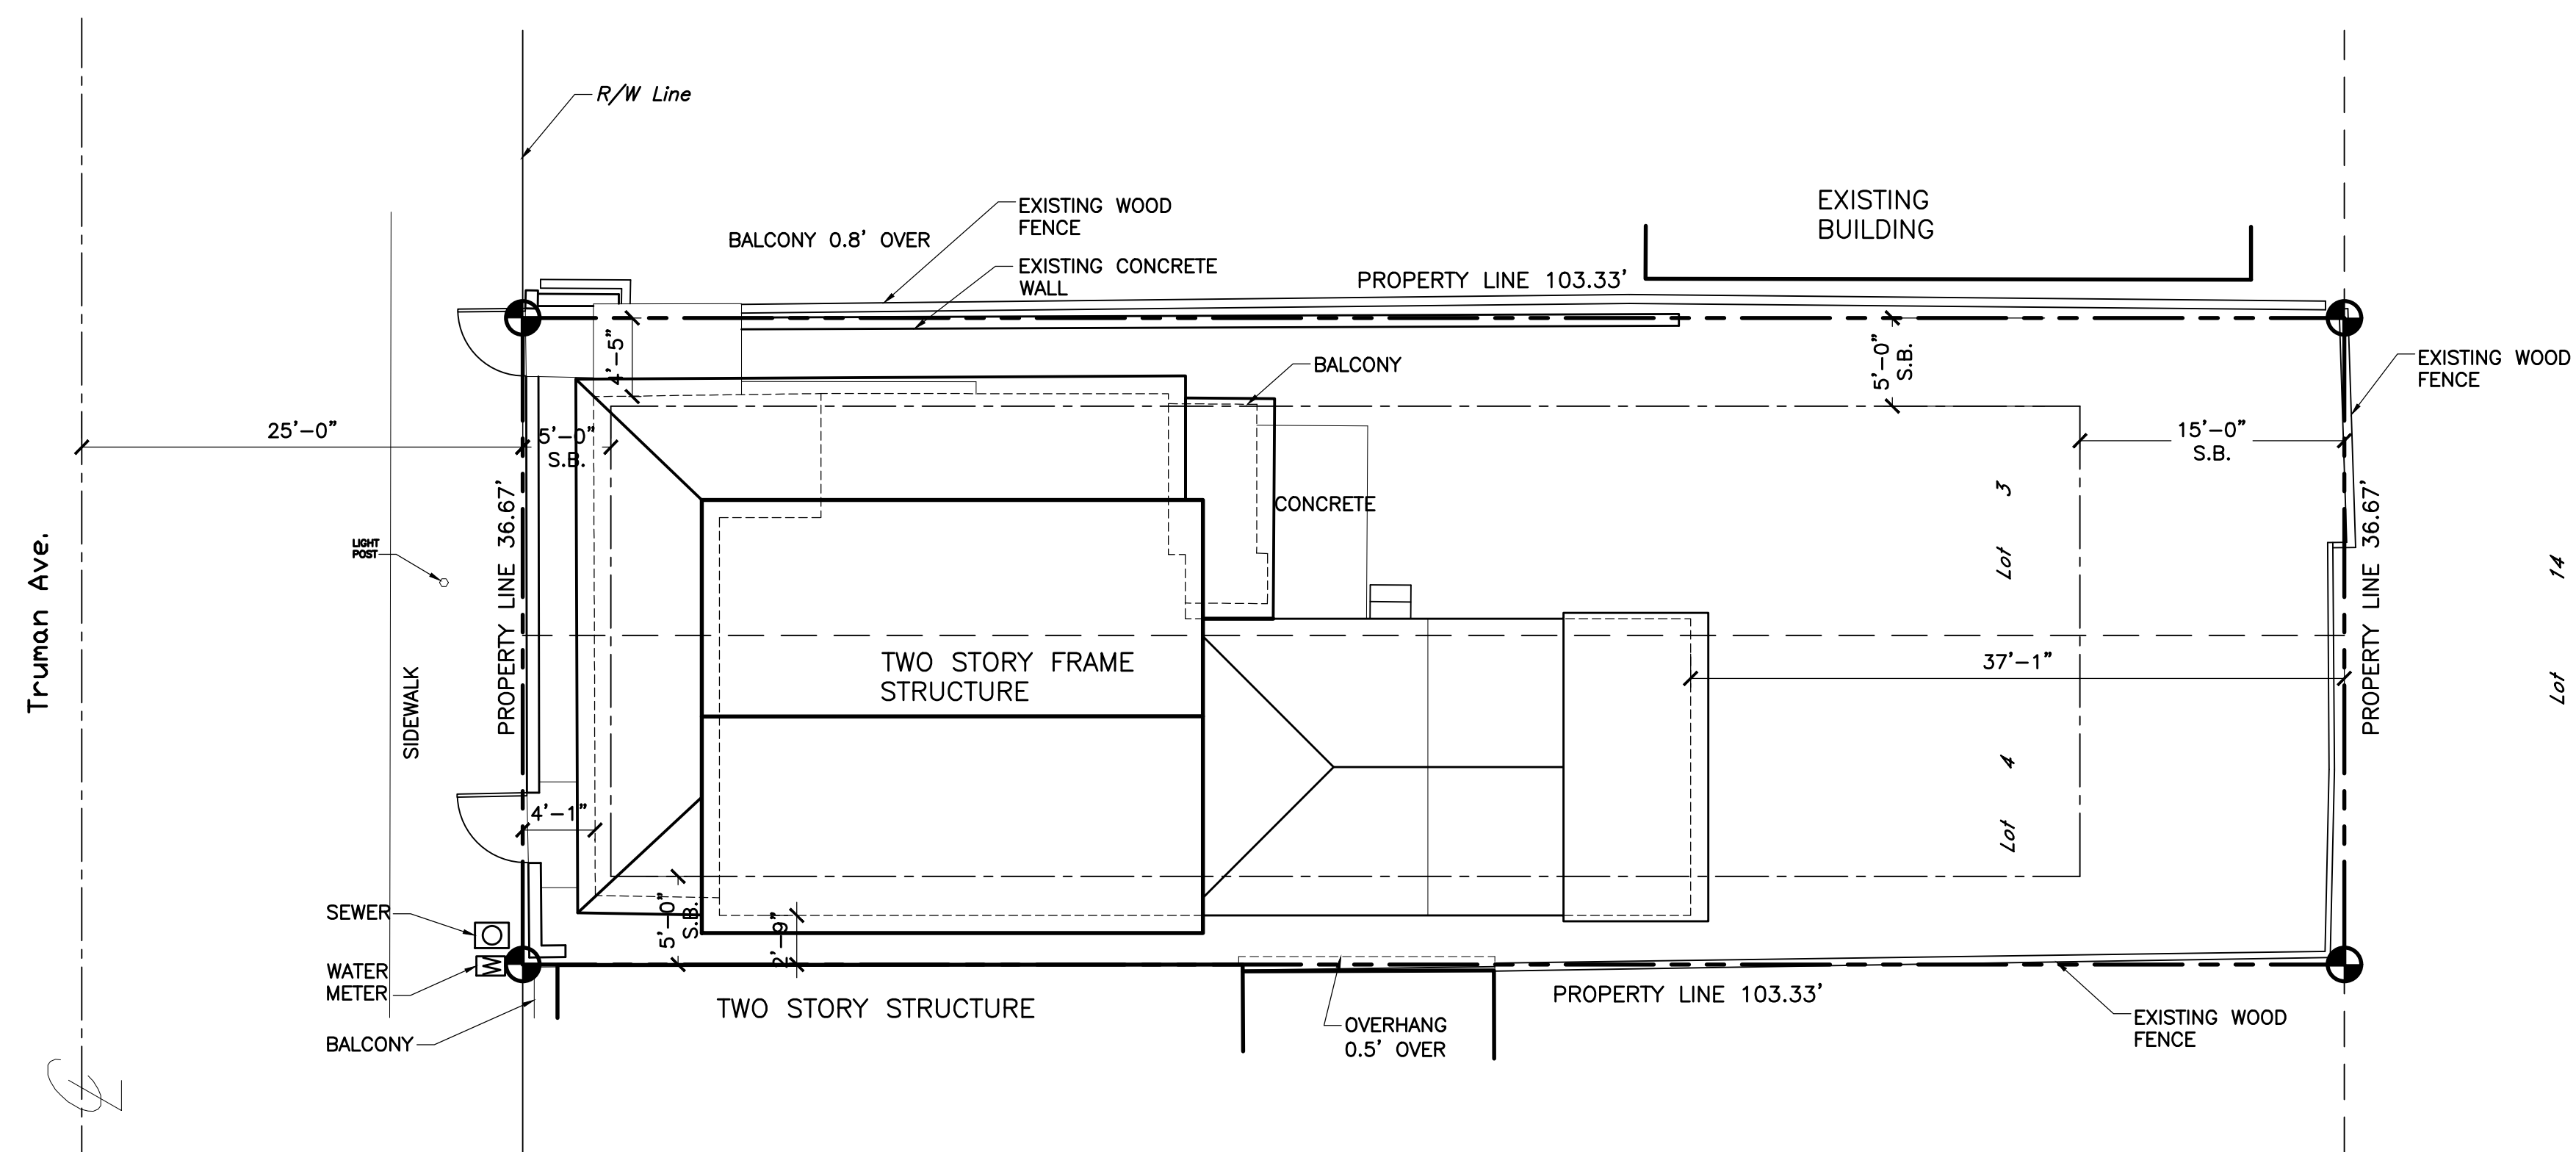 R/W Line
EXISTING WOOD
FENCE
BALCONY 0.8' OVER
EXISTING CONCRETE
WALL
PROPERTY LINE 103.33'
EXISTING
BUILDING
4'-5"
BALCONY
5'-0"
S.B.
EXISTING WOOD
FENCE
25'-0"
5'-0"
S.B.
15'-0"
S.B.
CONCRETE
Lot 3
PROPERTY LINE 36.67'
PROPERTY LINE 36.67'
LIGHT
POST
Truman Ave.
SIDEWALK
TWO STORY FRAME
STRUCTURE
37'-1"
Lot 14
Lot 4
4'-1"
5'-0"
S.B.
2'-9"
SEWER
WATER
METER
W
BALCONY
TWO STORY STRUCTURE
PROPERTY LINE 103.33'
OVERHANG
0.5' OVER
EXISTING WOOD
FENCE